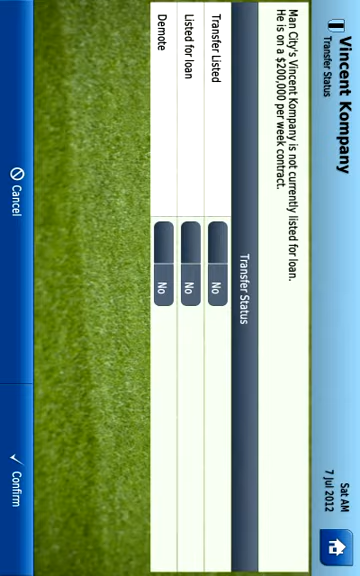 Vincent Kompany
Transfer Status
Sat AM
7 Jul 2012
Man City's Vincent Kompany is not currently listed for loan.
He is on a $200,000 per week contract.
Transfer Status
Transfer Listed
No
Listed for loan
No
Demote
No
Cancel
Confirm